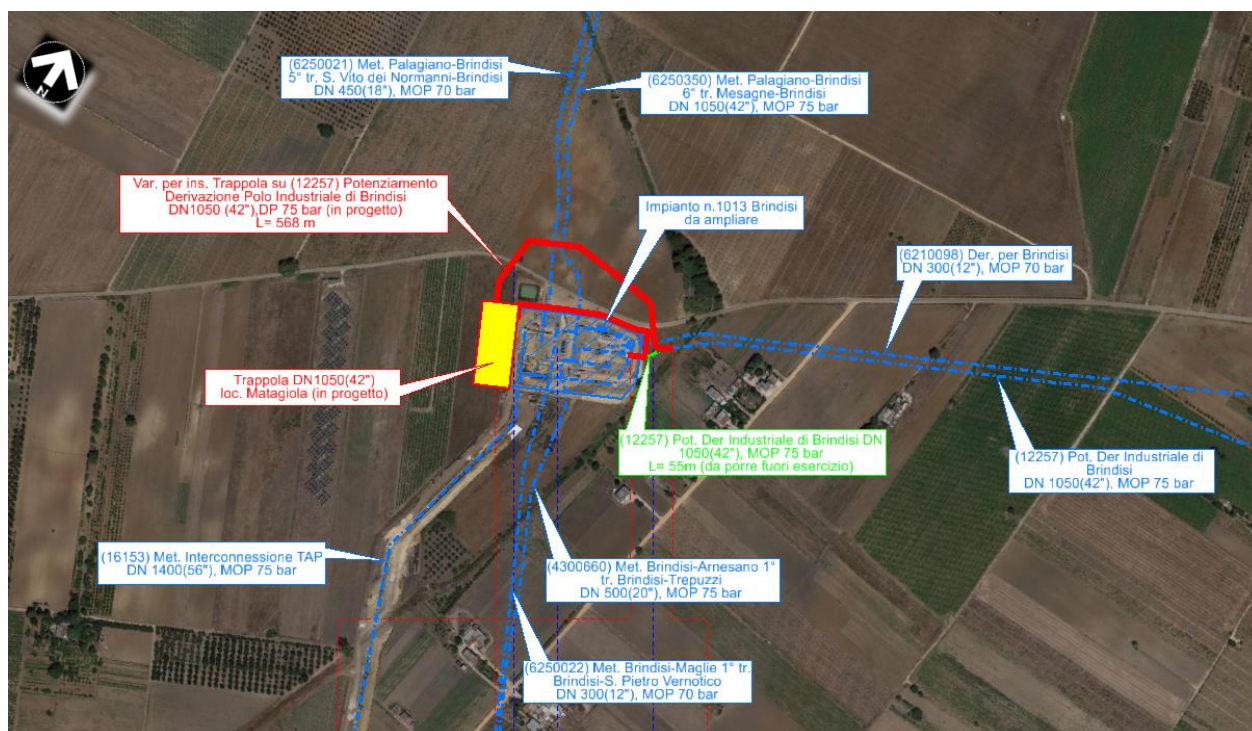 N
(6250021) Met. Palagiano-Brindisi
5° tr. S. Vito dei Normanni-Brindisi
DN 450(18"), MOP 70 bar
(6250350) Met. Palagiano-Brindisi
6° tr. Mesagne-Brindisi
DN 1050(42"), MOP 75 bar
Var. per ins. Trappola su (12257) Potenziamento
Derivazione Polo Industriale di Brindisi
DN1050 (42"),DP 75 bar (in progetto)
L= 568 m
Impianto n.1013 Brindisi
da ampliare
(6210098) Der. per Brindisi
DN 300(12"), MOP 70 bar
Trappola DN1050(42")
loc. Matagiola (in progetto)
(12257) Pot. Der Industriale di Brindisi DN
1050(42"), MOP 75 bar
L= 55m (da porre fuori esercizio)
(12257) Pot. Der Industriale di
Brindisi
DN 1050(42"), MOP 75 bar
(16153) Met. Interconnessione TAP
DN 1400(56"), MOP 75 bar
(4300660) Met. Brindisi-Arnesano 1°
tr. Brindisi-Trepuzzi
DN 500(20"), MOP 75 bar
(6250022) Met. Brindisi-Maglie 1° tr.
Brindisi-S. Pietro Vernotico
DN 300(12"), MOP 70 bar